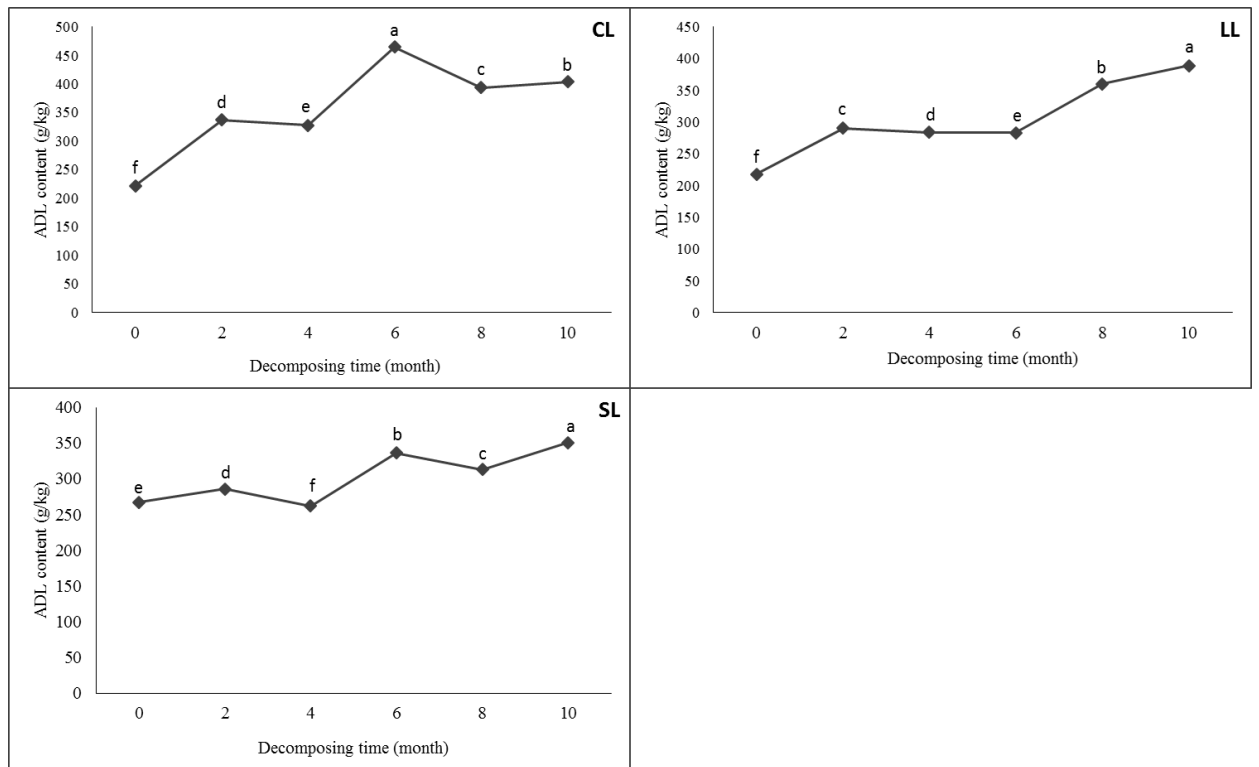 CL
ADL content (g/kg)
500
450
400
350
300
250
200
150
100
50
0
f
d
e
a
c
b
0 2 4 6 8 10
Decomposing time (month)
LL
ADL content (g/kg)
450
400
350
300
250
200
150
100
50
0
f
c
d
e
b
a
0 2 4 6 8 10
Decomposing time (month)
SL
ADL content (g/kg)
400
350
300
250
200
150
100
50
0
e
d
f
b
c
a
0 2 4 6 8 10
Decomposing time (month)